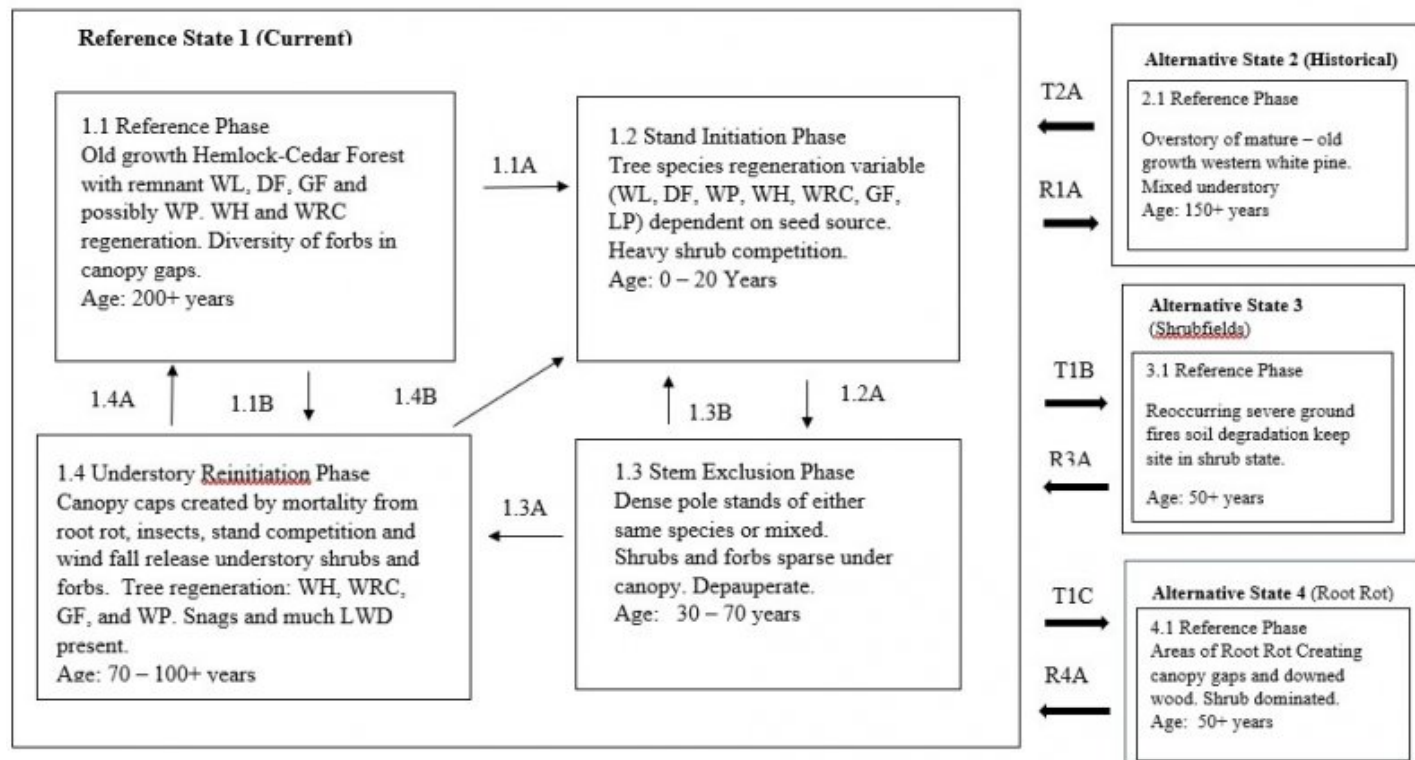 Reference State 1 (Current)
1.1 Reference Phase
Old growth Hemlock-Cedar Forest
with remnant WL, DF, GF and
possibly WP. WH and WRC
regeneration. Diversity of forbs in
canopy gaps.
Age: 200+ years
1.1A
1.2 Stand Initiation Phase
Tree species regeneration variable
(WL, DF, WP, WH, WRC, GF,
LP) dependent on seed source.
Heavy shrub competition.
Age: 0 – 20 Years
1.4A
1.1B
1.4B
1.3B
1.2A
1.4 Understory Reinitiation Phase
Canopy caps created by mortality from
root rot, insects, stand competition and
wind fall release understory shrubs and
forbs. Tree regeneration: WH, WRC,
GF, and WP. Snags and much LWD
present.
Age: 70 – 100+ years
1.3A
1.3 Stem Exclusion Phase
Dense pole stands of either
same species or mixed.
Shrubs and forbs sparse under
canopy. Depauperate.
Age: 30 – 70 years
T2A
R1A
Alternative State 2 (Historical)
2.1 Reference Phase
Overstory of mature – old
growth western white pine.
Mixed understory
Age: 150+ years
T1B
R3A
Alternative State 3
(Shrubfields)
3.1 Reference Phase
Reoccurring severe ground
fires soil degradation keep
site in shrub state.
Age: 50+ years
T1C
R4A
Alternative State 4 (Root Rot)
4.1 Reference Phase
Areas of Root Rot Creating
canopy gaps and downed
wood. Shrub dominated.
Age: 50+ years